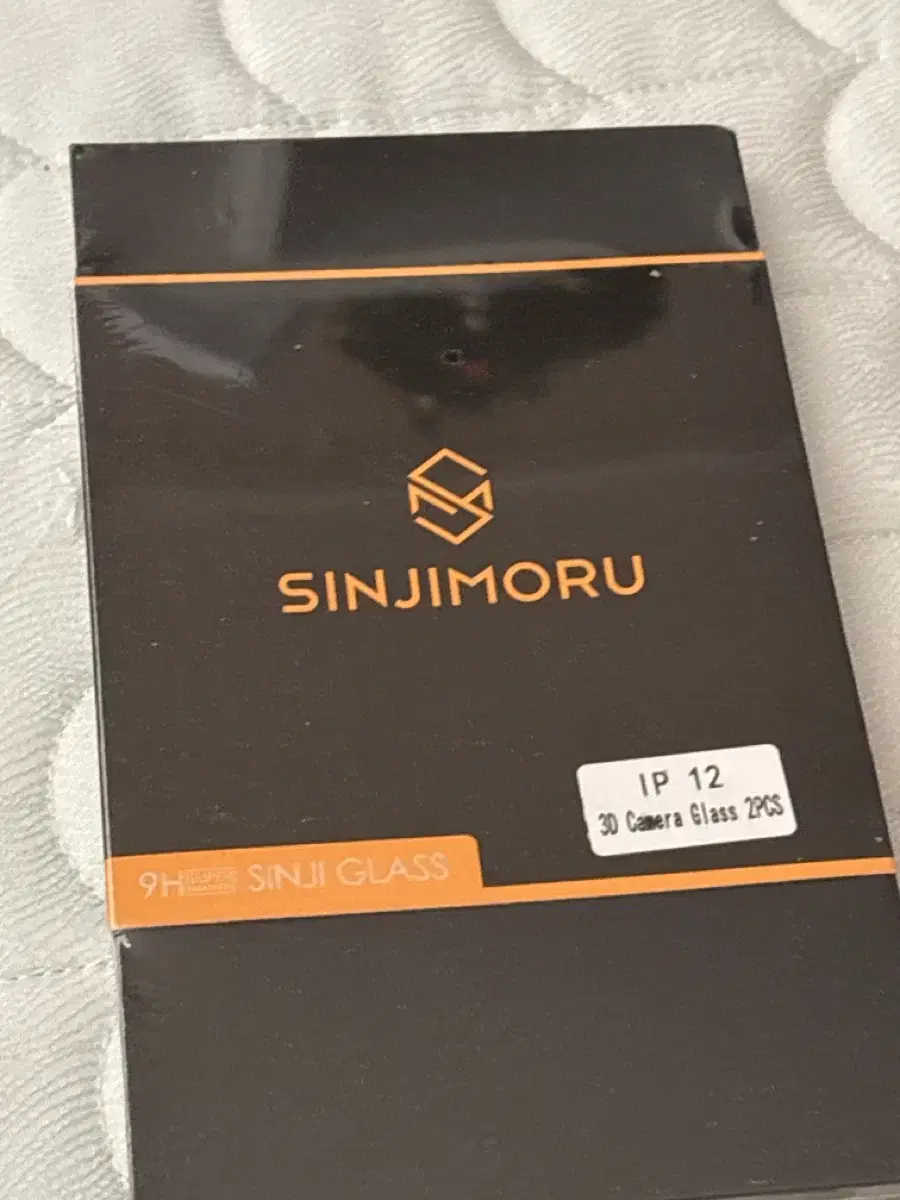 SINJIMORU
IP 12
3D Camera Glass 2PCS
9H SINJI GLASS